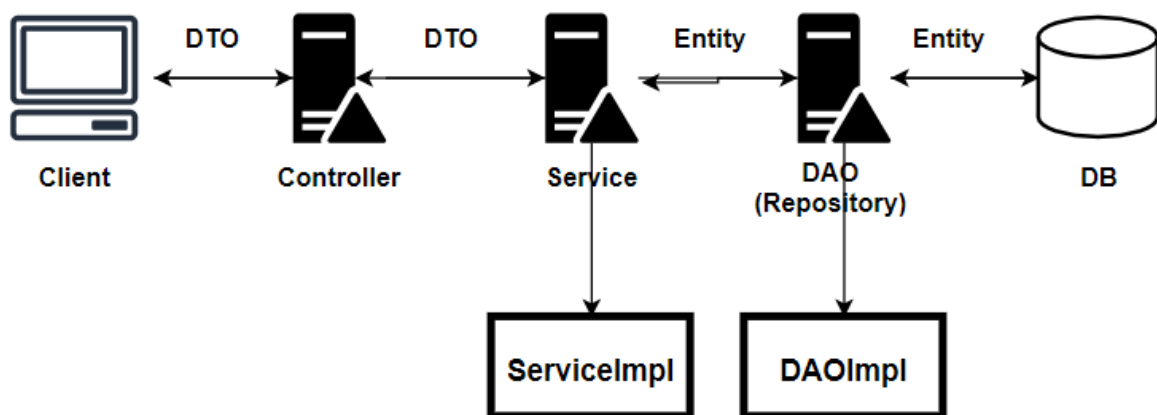 DTO
DTO
Entity
Entity
Client
Controller
Service
DAO
(Repository)
DB
ServiceImpl
DAOImpl